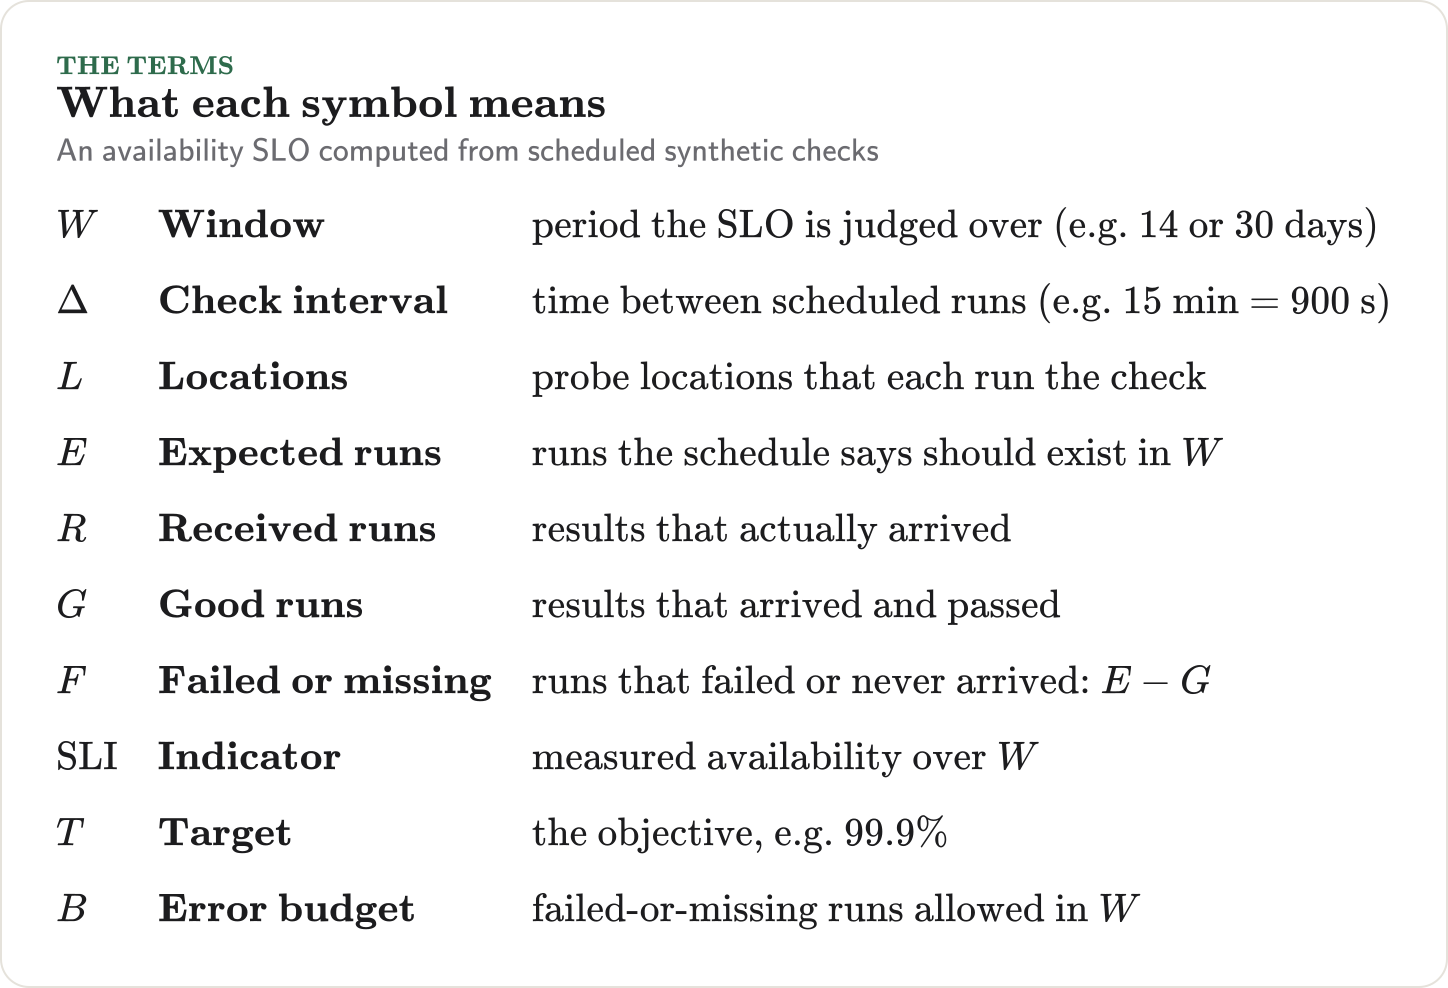 THE TERMS
What each symbol means
An availability SLO computed from scheduled synthetic checks
W Window period the SLO is judged over (e.g. 14 or 30 days)
Δ Check interval time between scheduled runs (e.g. 15 min = 900 s)
L Locations probe locations that each run the check
E Expected runs runs the schedule says should exist in W
R Received runs results that actually arrived
G Good runs results that arrived and passed
F Failed or missing runs that failed or never arrived: E − G
SLI Indicator measured availability over W
T Target the objective, e.g. 99.9%
B Error budget failed-or-missing runs allowed in W